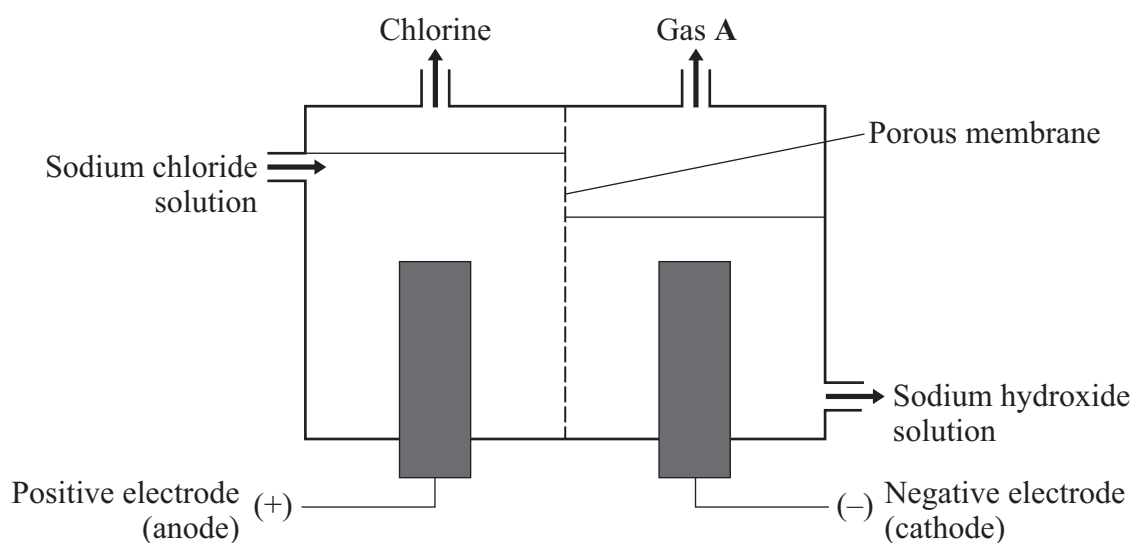 Chlorine
Gas A
Porous membrane
Sodium chloride
solution
Sodium hydroxide
solution
Positive electrode
(anode)
(+)
(–)
Negative electrode
(cathode)